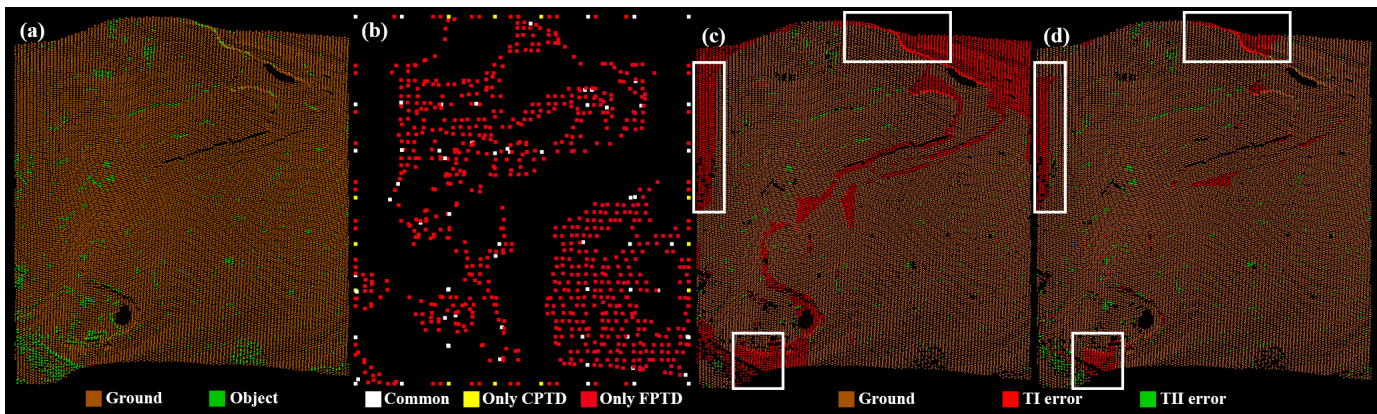 (a)
(b)
(c)
(d)
Ground Object
Common Only CPTD Only FPTD
Ground TI error TII error